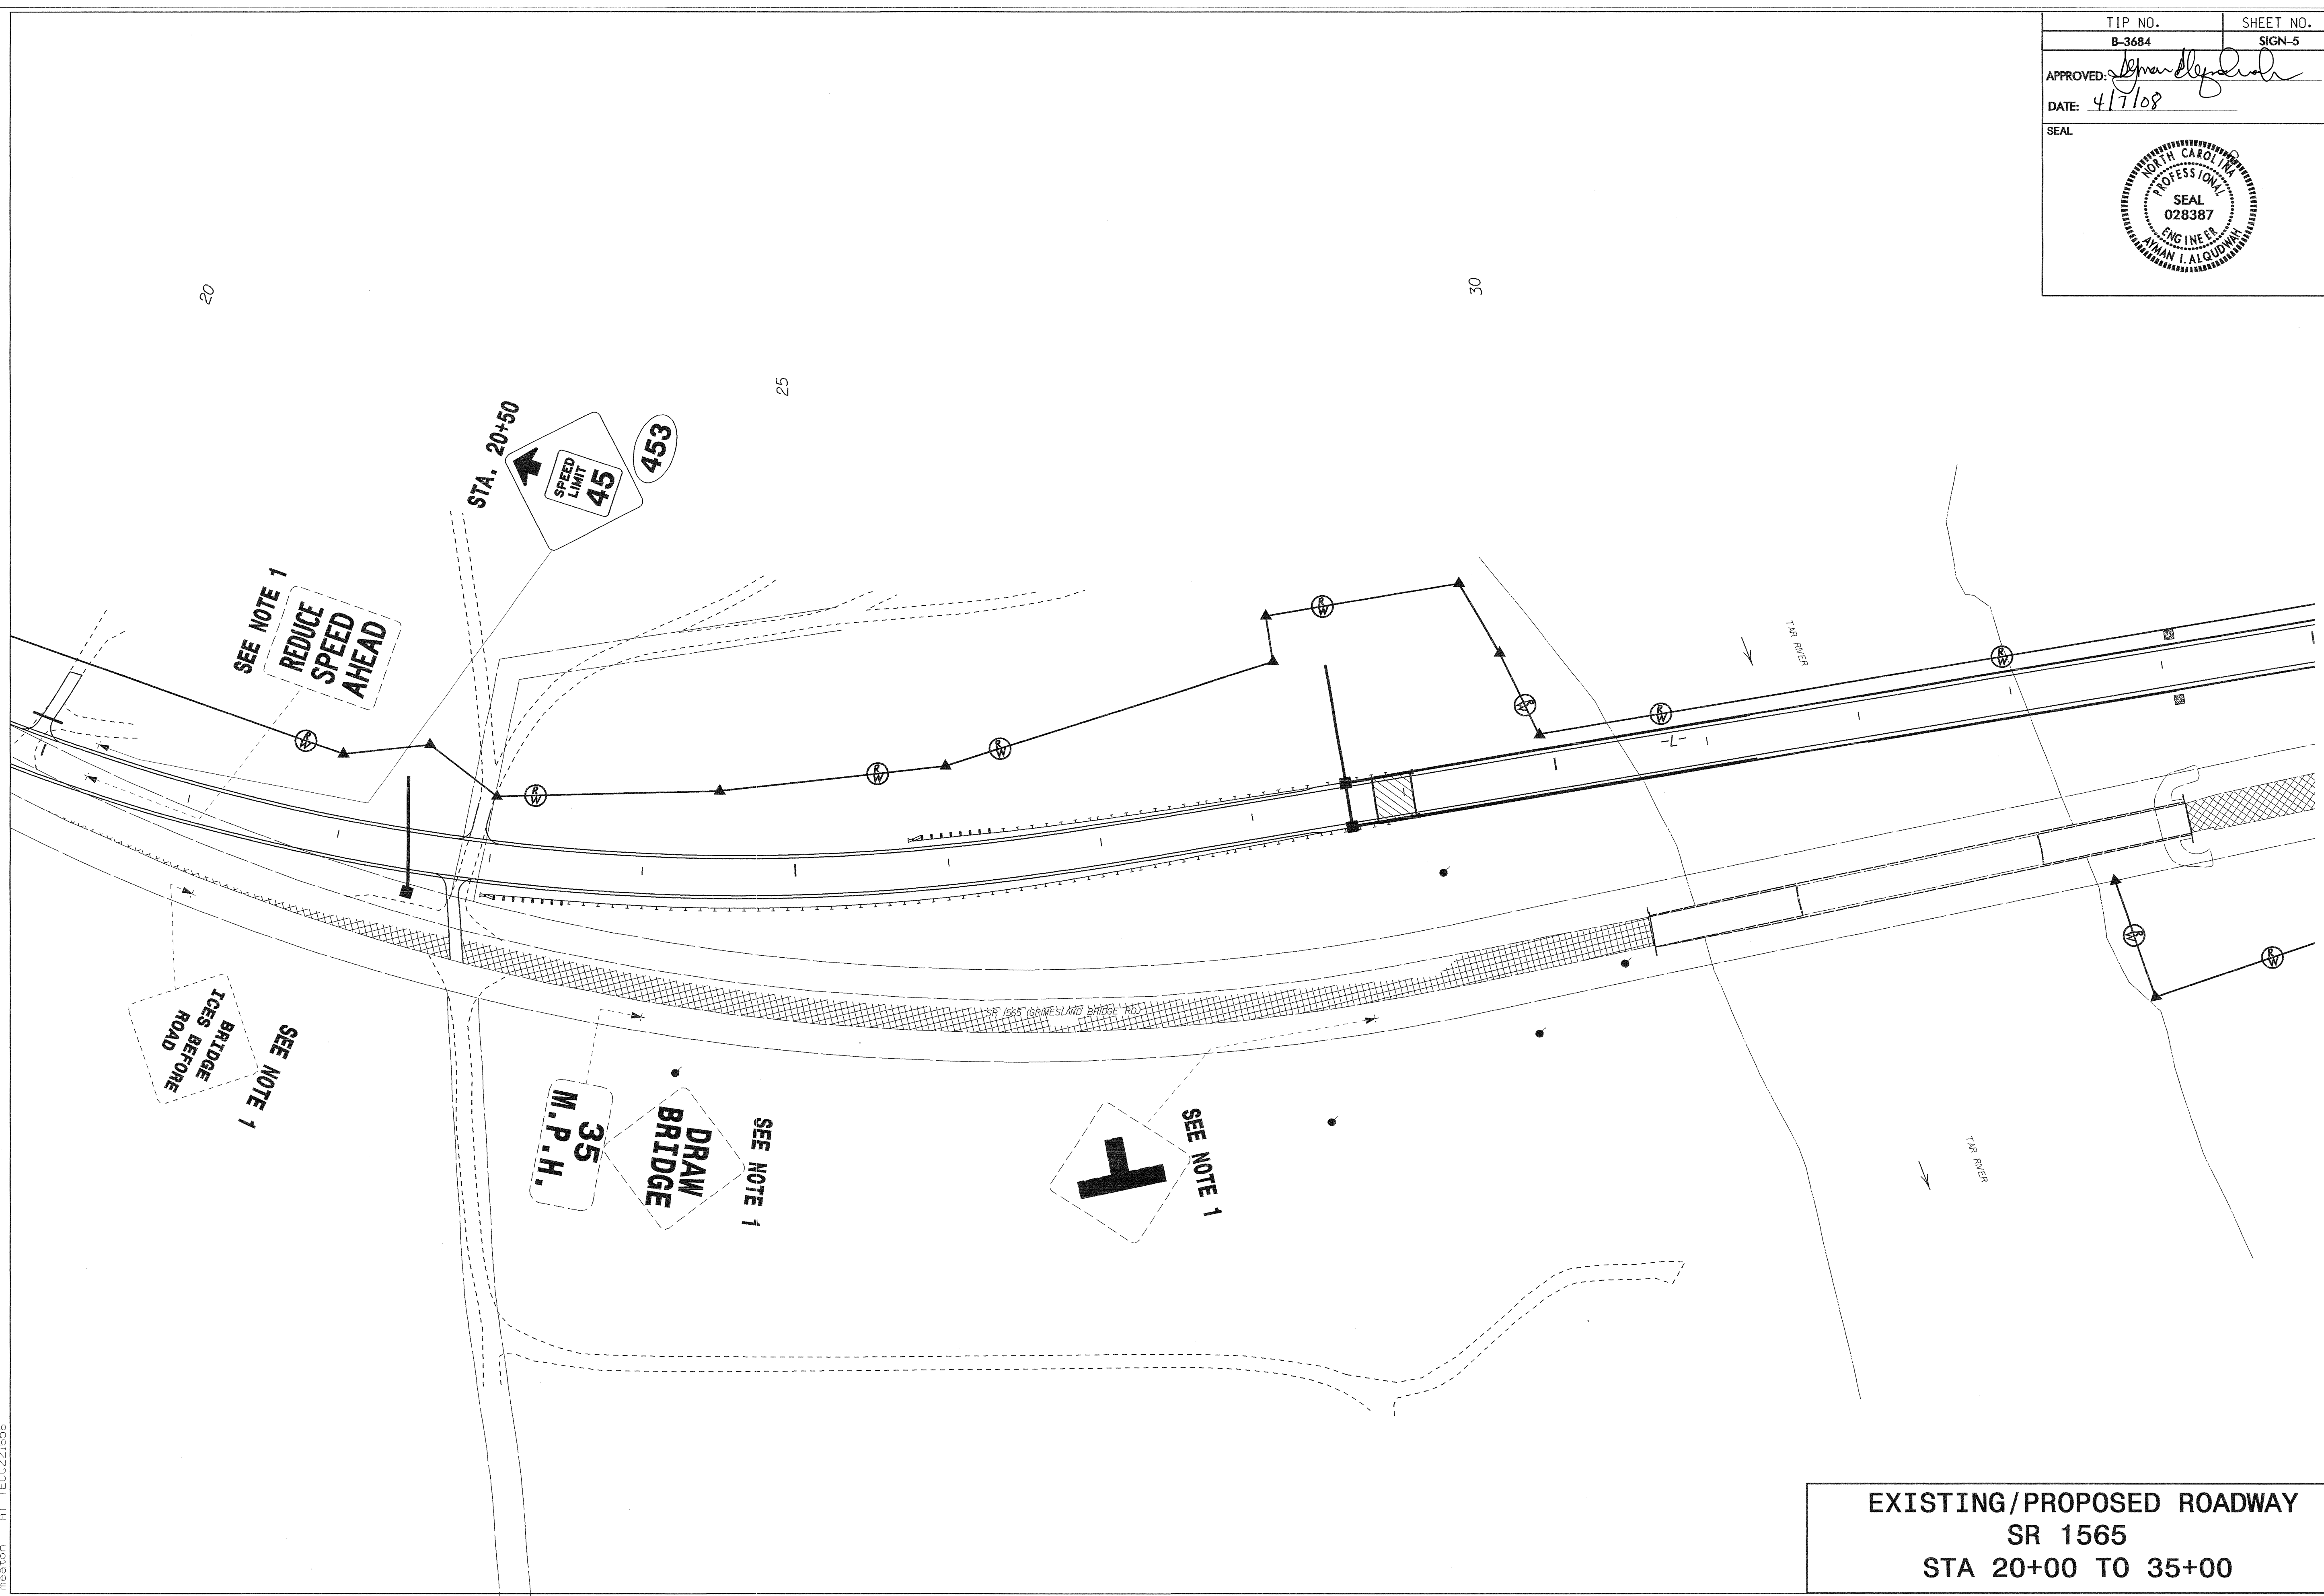 TIP NO.
SHEET NO.
B-3684
SIGN-5
APPROVED:
DATE: 4/7/08
SEAL
NORTH CAROLINA
PROFESSIONAL
SEAL
028387
ENGINEER
AYMAN I. ALQUDWAH
20
25
30
STA. 20+50
SPEED
LIMIT
45
453
SEE NOTE 1
REDUCE
SPEED
AHEAD
R/W
R/W
R/W
R/W
R/W
R/W
R/W
R/W
TAR RIVER
-L-
SR 1565 (GRIMESLAND BRIDGE RD.)
BRIDGE
ICES BEFORE
ROAD
SEE NOTE 1
35
M.P.H.
DRAW
BRIDGE
SEE NOTE 1
SEE NOTE 1
R/W
R/W
TAR RIVER
EXISTING/PROPOSED ROADWAY
SR 1565
STA 20+00 TO 35+00